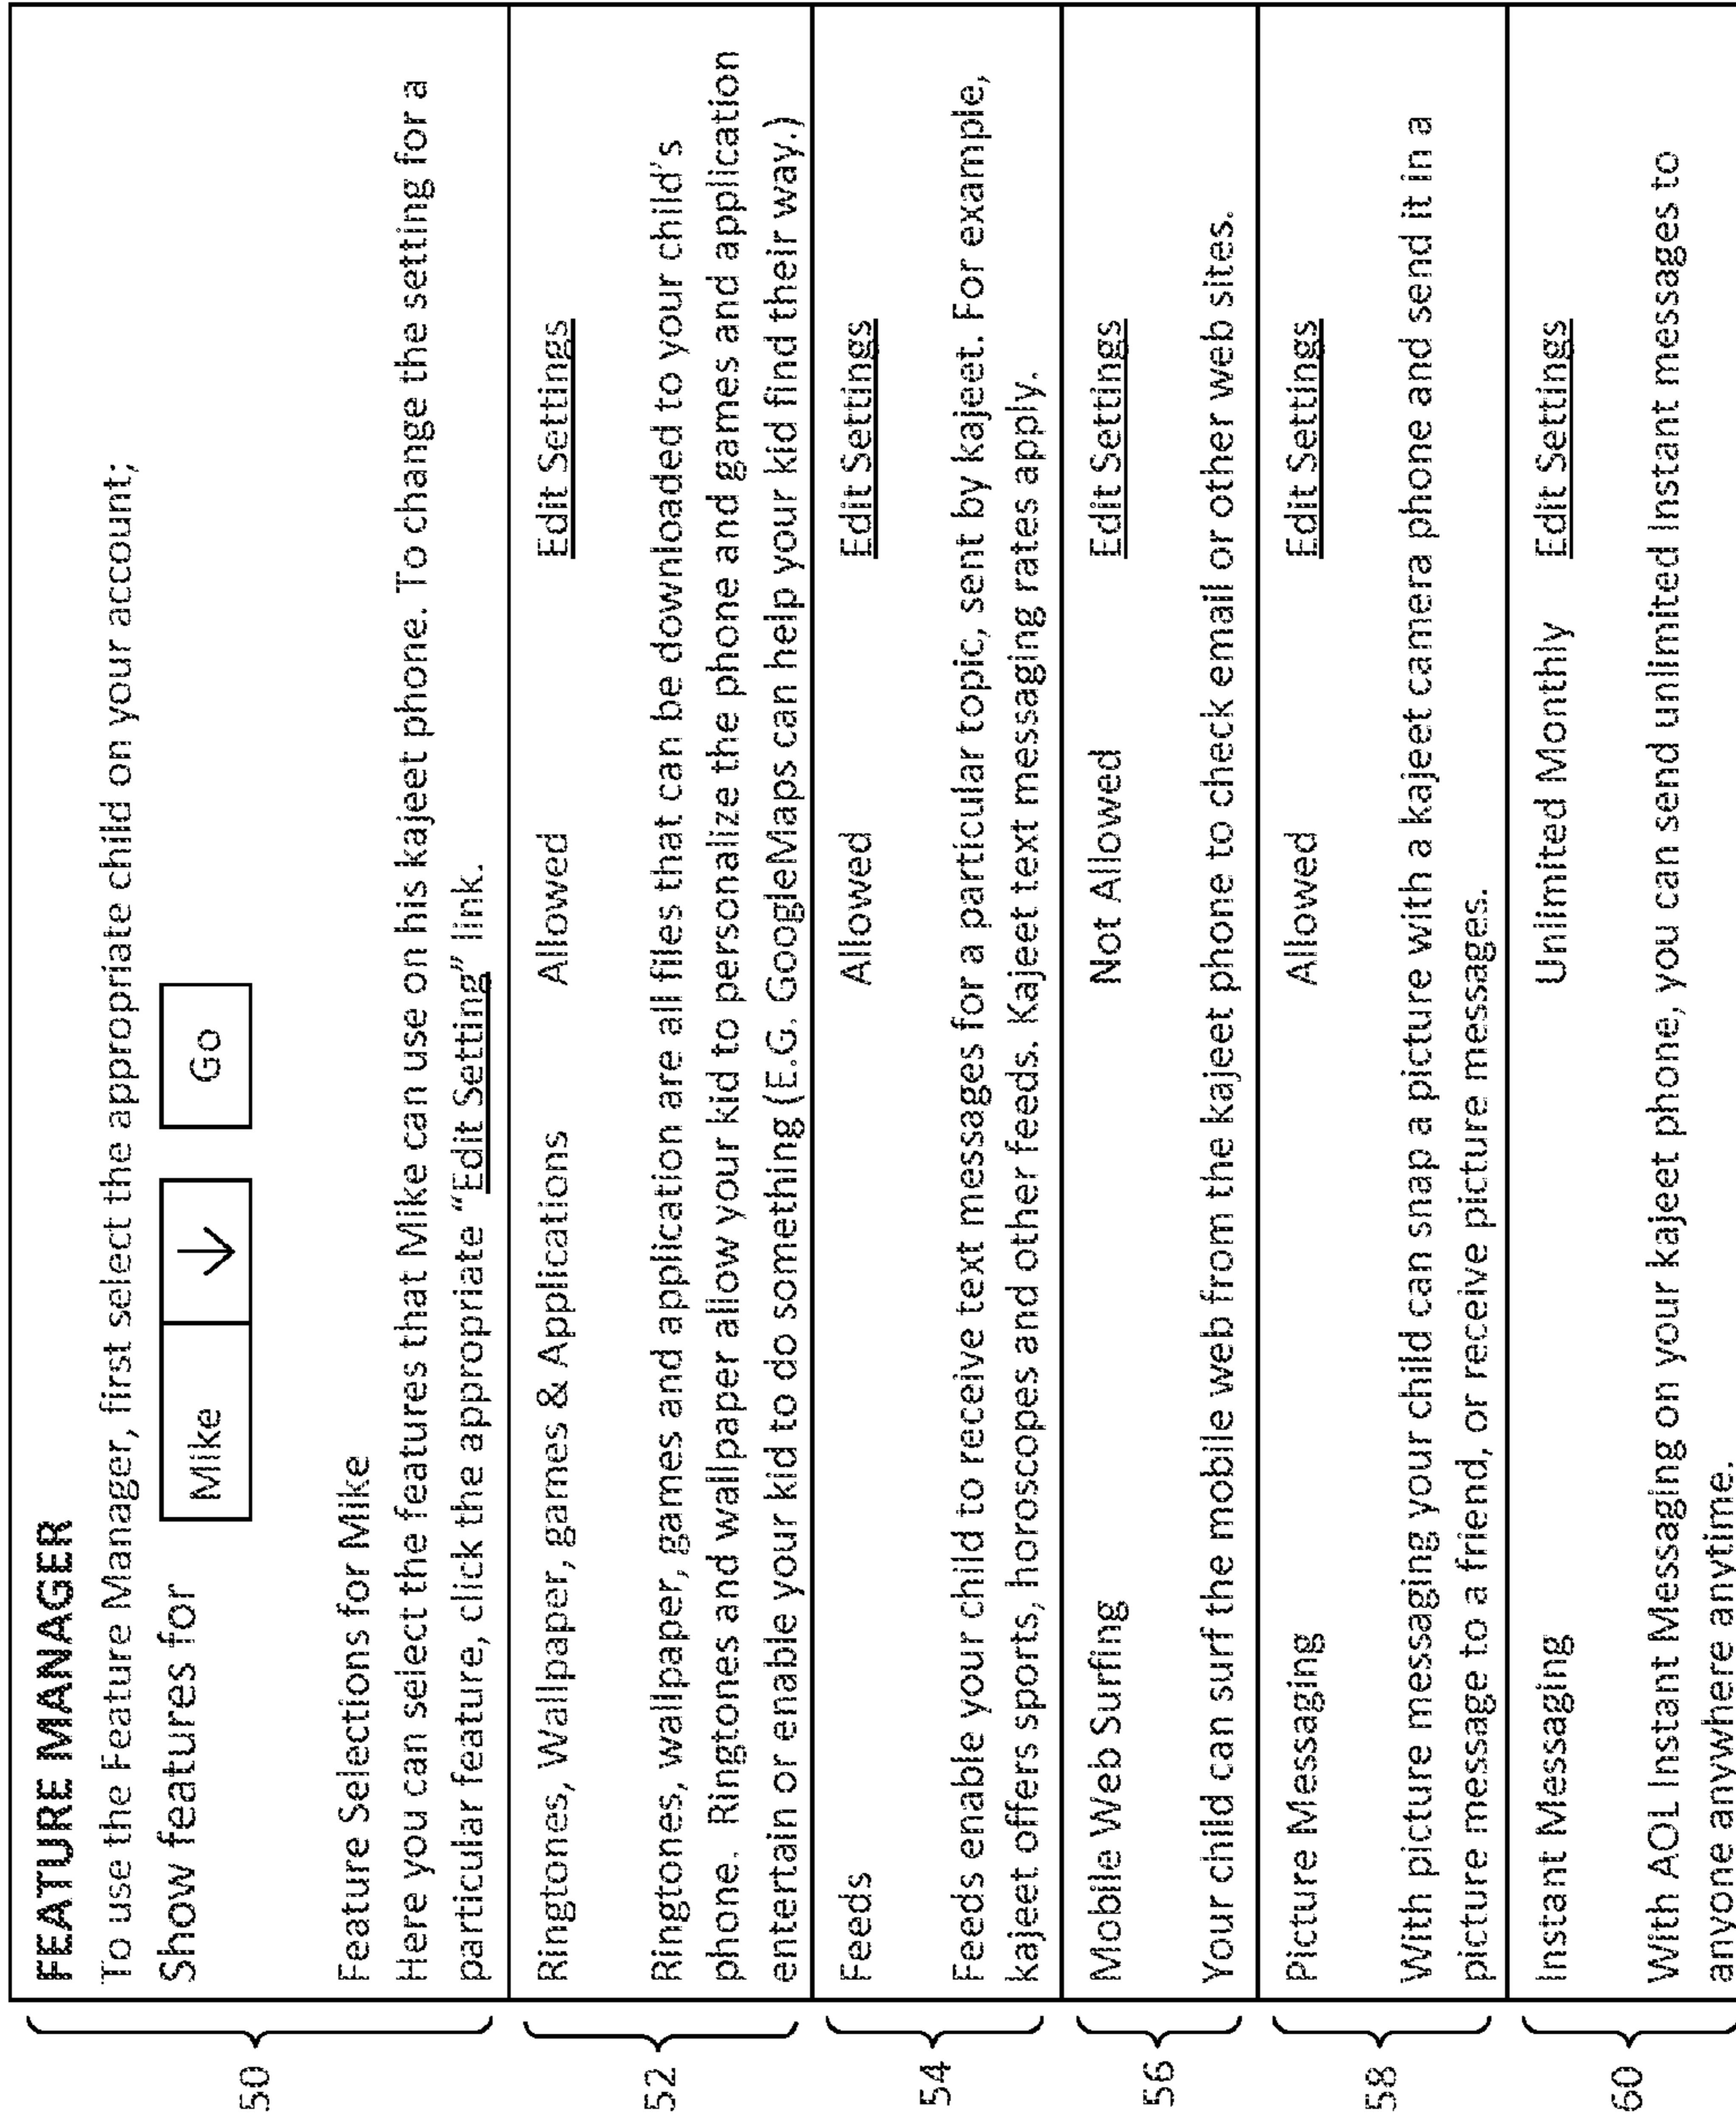 FEATURE MANAGER
To use the Feature Manager, first select the appropriate child on your account;
Show features for Mike Go
50
Feature Selections for Mike
Here you can select the features that Mike can use on his kajeet phone. To change the setting for a
particular feature, click the appropriate “Edit Setting” link.
Ringtones, Wallpaper, games & Applications Allowed Edit Settings
52
Ringtones, wallpaper, games and application are all files that can be downloaded to your child's
phone. Ringtones and wallpaper allow your kid to personalize the phone and games and application
entertain or enable your kid to do something (E.G. GoogleMaps can help your kid find their way.)
Feeds Allowed Edit Settings
54
Feeds enable your child to receive text messages for a particular topic, sent by kajeet. For example,
kajeet offers sports, horoscopes and other feeds. Kajeet text messaging rates apply.
Mobile Web Surfing Not Allowed Edit Settings
56
Your child can surf the mobile web from the kajeet phone to check email or other web sites.
Picture Messaging Allowed Edit Settings
58
With picture messaging your child can snap a picture with a kajeet camera phone and send it in a
picture message to a friend, or receive picture messages.
Instant Messaging Unlimited Monthly Edit Settings
60
With AOL Instant Messaging on your kajeet phone, you can send unlimited Instant messages to
anyone anywhere anytime.